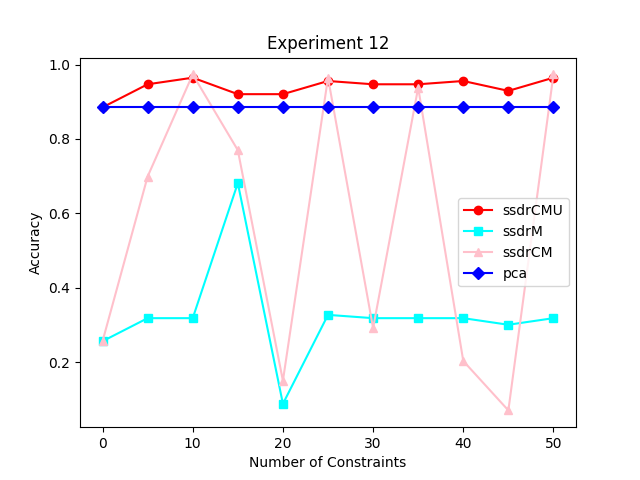 Experiment 12
Accuracy
1.0
0.8
0.6
0.4
0.2
ssdrCMU
ssdrM
ssdrCM
pca
0 10 20 30 40 50
Number of Constraints